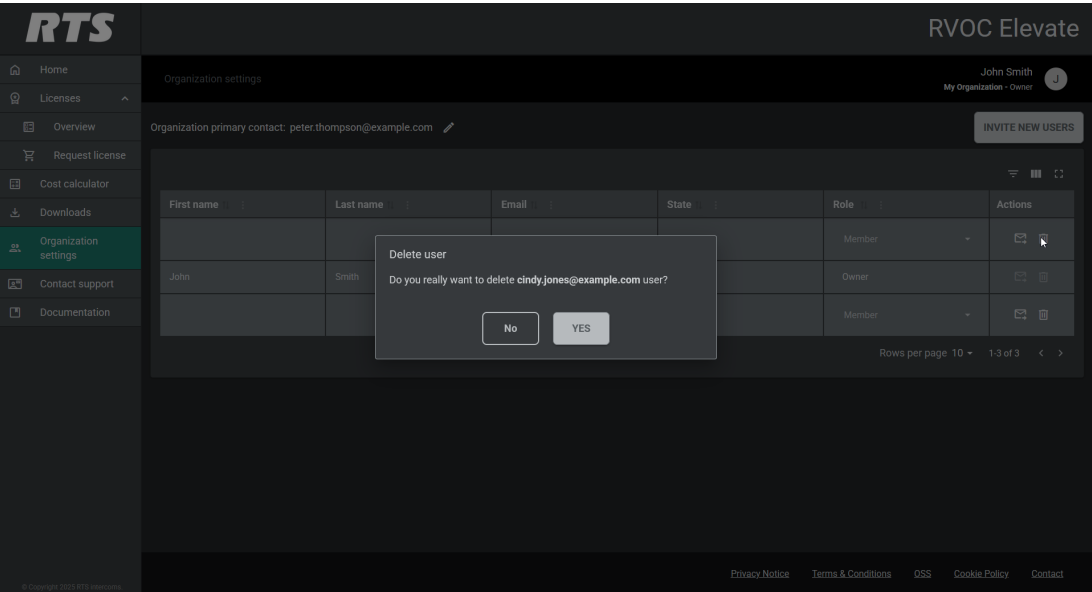 RTS
RVOC Elevate
Home
Licenses
Overview
Request license
Cost calculator
Downloads
Organization
settings
Contact support
Documentation
Organization settings
John Smith
My Organization - Owner
J
Organization primary contact: peter.thompson@example.com
INVITE NEW USERS
First name
Last name
Email
State
Role
Actions
Member
John
Smith
Owner
Member
Delete user
Do you really want to delete cindy.jones@example.com user?
No
YES
Rows per page 10
1-3 of 3
© Copyright 2025 RTS Intercoms
Privacy Notice
Terms & Conditions
OSS
Cookie Policy
Contact